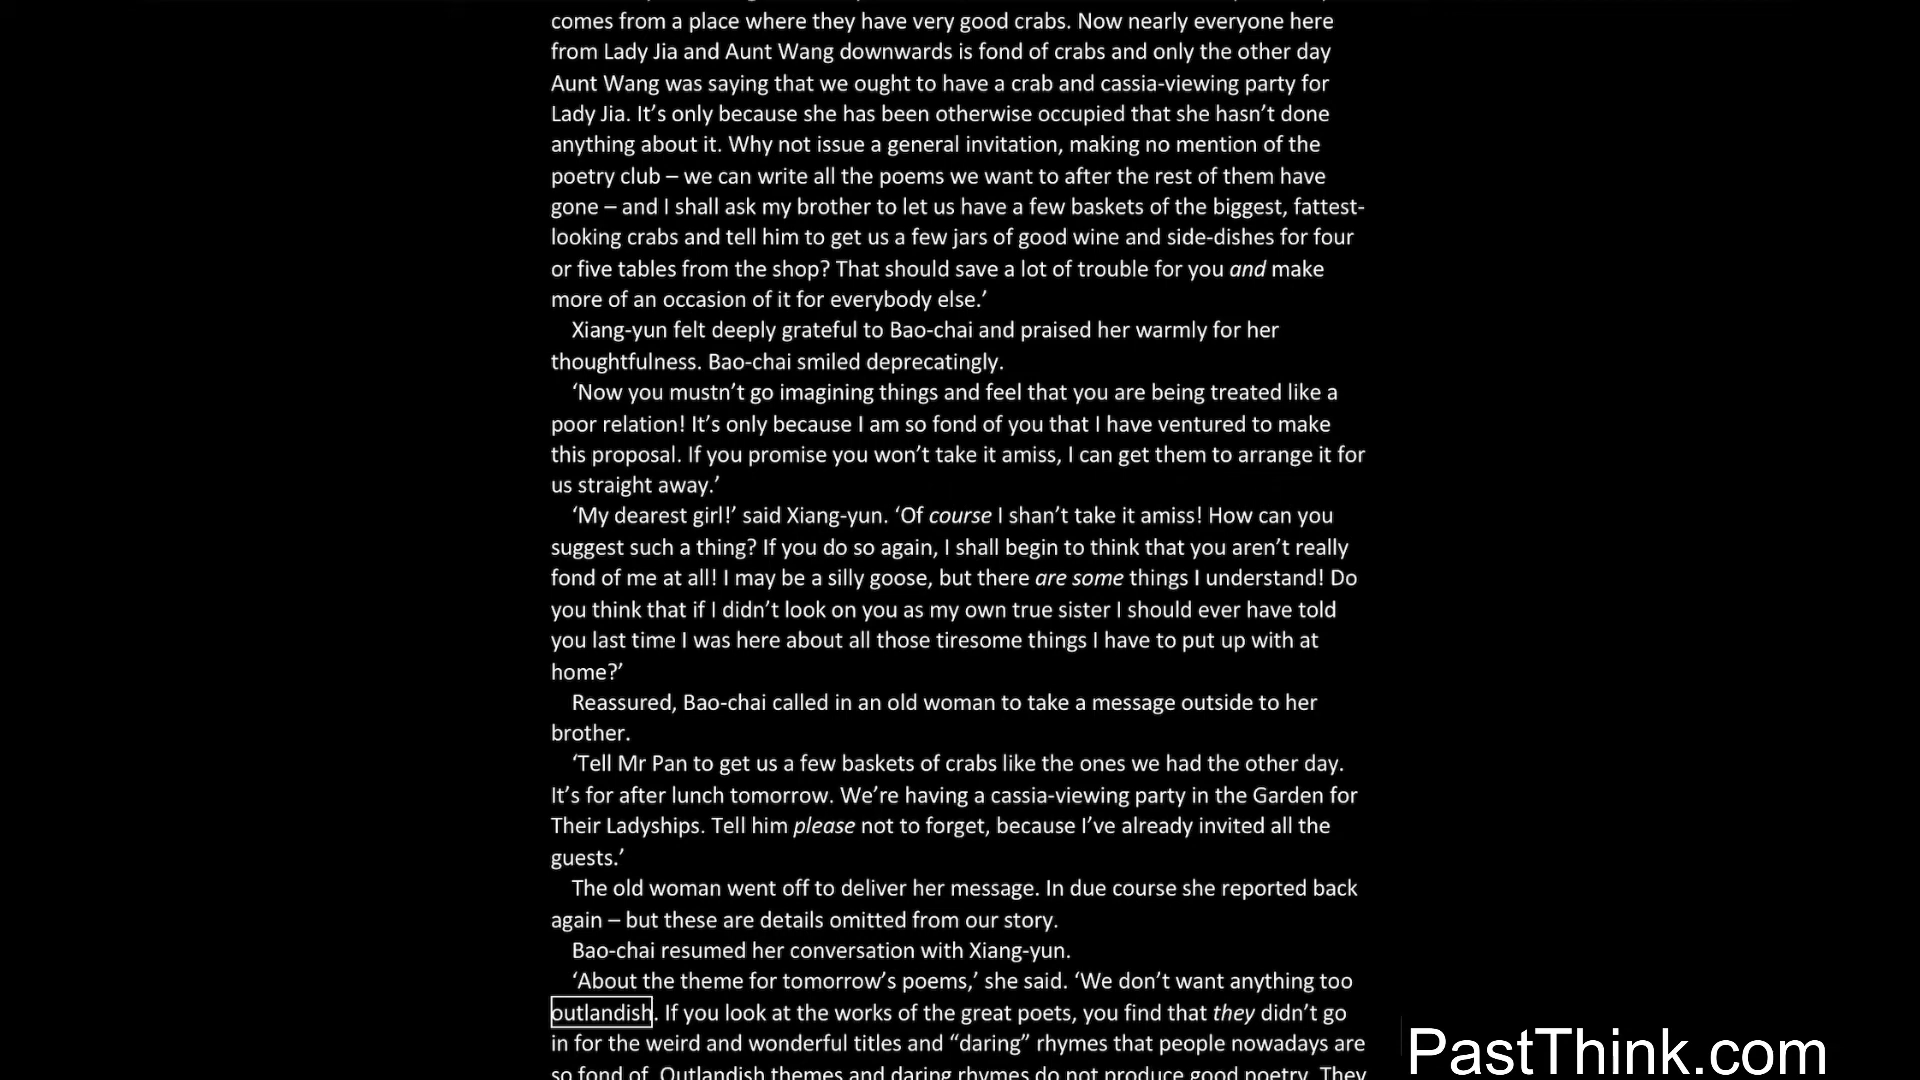 comes from a place where they have very good crabs. Now nearly everyone here
from Lady Jia and Aunt Wang downwards is fond of crabs and only the other day
Aunt Wang was saying that we ought to have a crab and cassia-viewing party for
Lady Jia. It’s only because she has been otherwise occupied that she hasn’t done
anything about it. Why not issue a general invitation, making no mention of the
poetry club – we can write all the poems we want to after the rest of them have
gone – and I shall ask my brother to let us have a few baskets of the biggest, fattest-
looking crabs and tell him to get us a few jars of good wine and side-dishes for four
or five tables from the shop? That should save a lot of trouble for you and make
more of an occasion of it for everybody else.’
Xiang-yun felt deeply grateful to Bao-chai and praised her warmly for her
thoughtfulness. Bao-chai smiled deprecatingly.
‘Now you mustn’t go imagining things and feel that you are being treated like a
poor relation! It’s only because I am so fond of you that I have ventured to make
this proposal. If you promise you won’t take it amiss, I can get them to arrange it for
us straight away.’
‘My dearest girl!’ said Xiang-yun. ‘Of course I shan’t take it amiss! How can you
suggest such a thing? If you do so again, I shall begin to think that you aren’t really
fond of me at all! I may be a silly goose, but there are some things I understand! Do
you think that if I didn’t look on you as my own true sister I should ever have told
you last time I was here about all those tiresome things I have to put up with at
home?’
Reassured, Bao-chai called in an old woman to take a message outside to her
brother.
‘Tell Mr Pan to get us a few baskets of crabs like the ones we had the other day.
It’s for after lunch tomorrow. We’re having a cassia-viewing party in the Garden for
Their Ladyships. Tell him please not to forget, because I’ve already invited all the
guests.’
The old woman went off to deliver her message. In due course she reported back
again – but these are details omitted from our story.
Bao-chai resumed her conversation with Xiang-yun.
‘About the theme for tomorrow’s poems,’ she said. ‘We don’t want anything too
outlandish. If you look at the works of the great poets, you find that they didn’t go
in for the weird and wonderful titles and “daring” rhymes that people nowadays are
so fond of. Outlandish themes and daring rhymes do not produce good poetry. They
PastThink.com